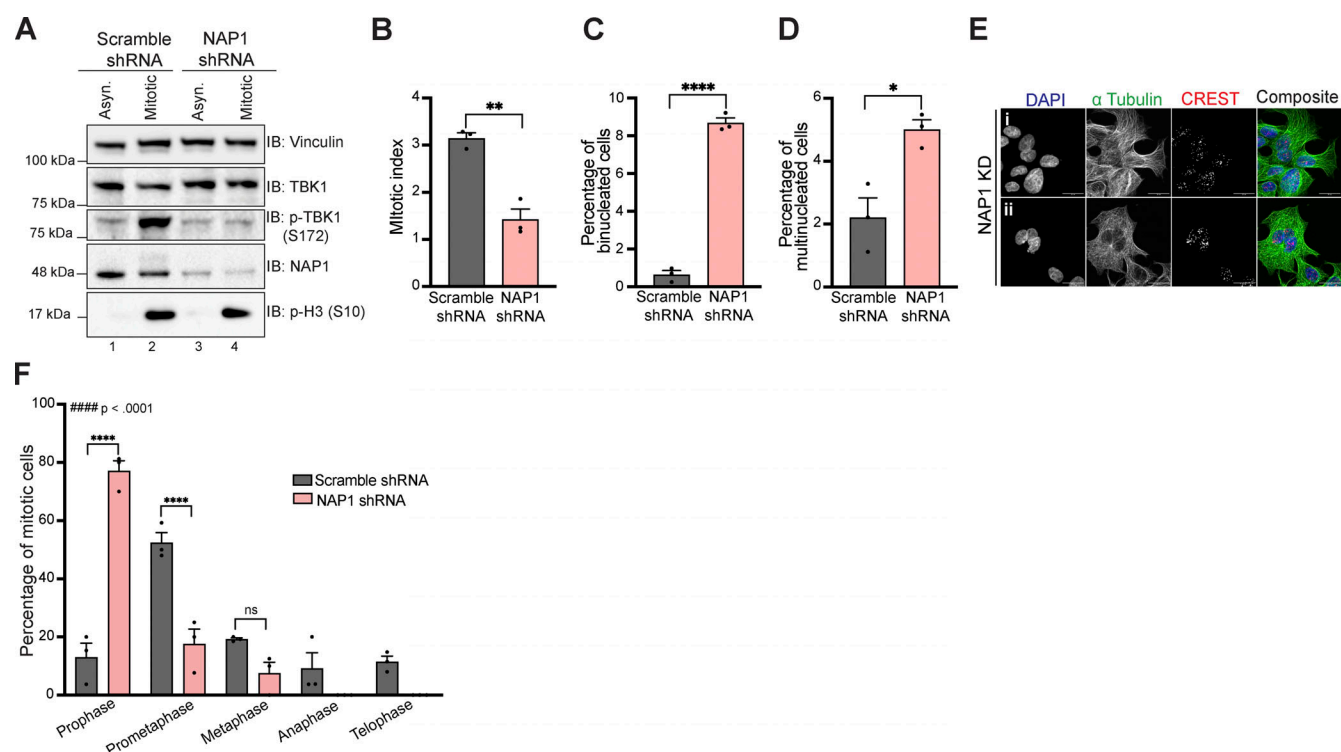 A
Scramble shRNA
NAP1 shRNA
Asyn.
Mitotic
Asyn.
Mitotic
IB: Vinculin
100 kDa
IB: TBK1
75 kDa
IB: p-TBK1
(S172)
75 kDa
IB: NAP1
48 kDa
IB: p-H3 (S10)
17 kDa
1 2 3 4
B
MItotic index
4
3
2
1
0
**
Scramble shRNA
NAP1 shRNA
C
Percentage of
binucleated cells
10
8
6
4
2
0
****
Scramble shRNA
NAP1 shRNA
D
Percentage of
multinucleated cells
6
4
2
0
*
Scramble shRNA
NAP1 shRNA
E
DAPI
α Tubulin
CREST
Composite
NAP1 KD
i
ii
F
Percentage of mitotic cells
100
80
60
40
20
0
#### p < .0001
****
****
ns
Scramble shRNA
NAP1 shRNA
Prophase
Prometaphase
Metaphase
Anaphase
Telophase